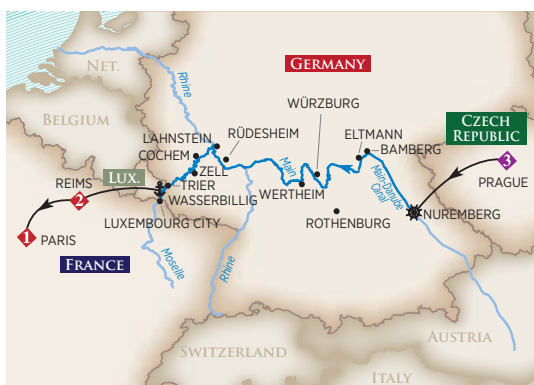 NET.
Rhine
GERMANY
BELGIUM
WÜRZBURG
CZECH
REPUBLIC
LAHNSTEIN
RÜDESHEIM
ELTMANN
BAMBERG
COCHEM
3
PRAGUE
LUX.
ZELL
Main
Main-Danube
Canal
REIMS
TRIER
WERTHEIM
2
WASSERBILLIG
ROTHENBURG
NUREMBERG
LUXEMBOURG CITY
1
PARIS
FRANCE
Moselle
Rhine
AUSTRIA
SWITZERLAND
ITALY